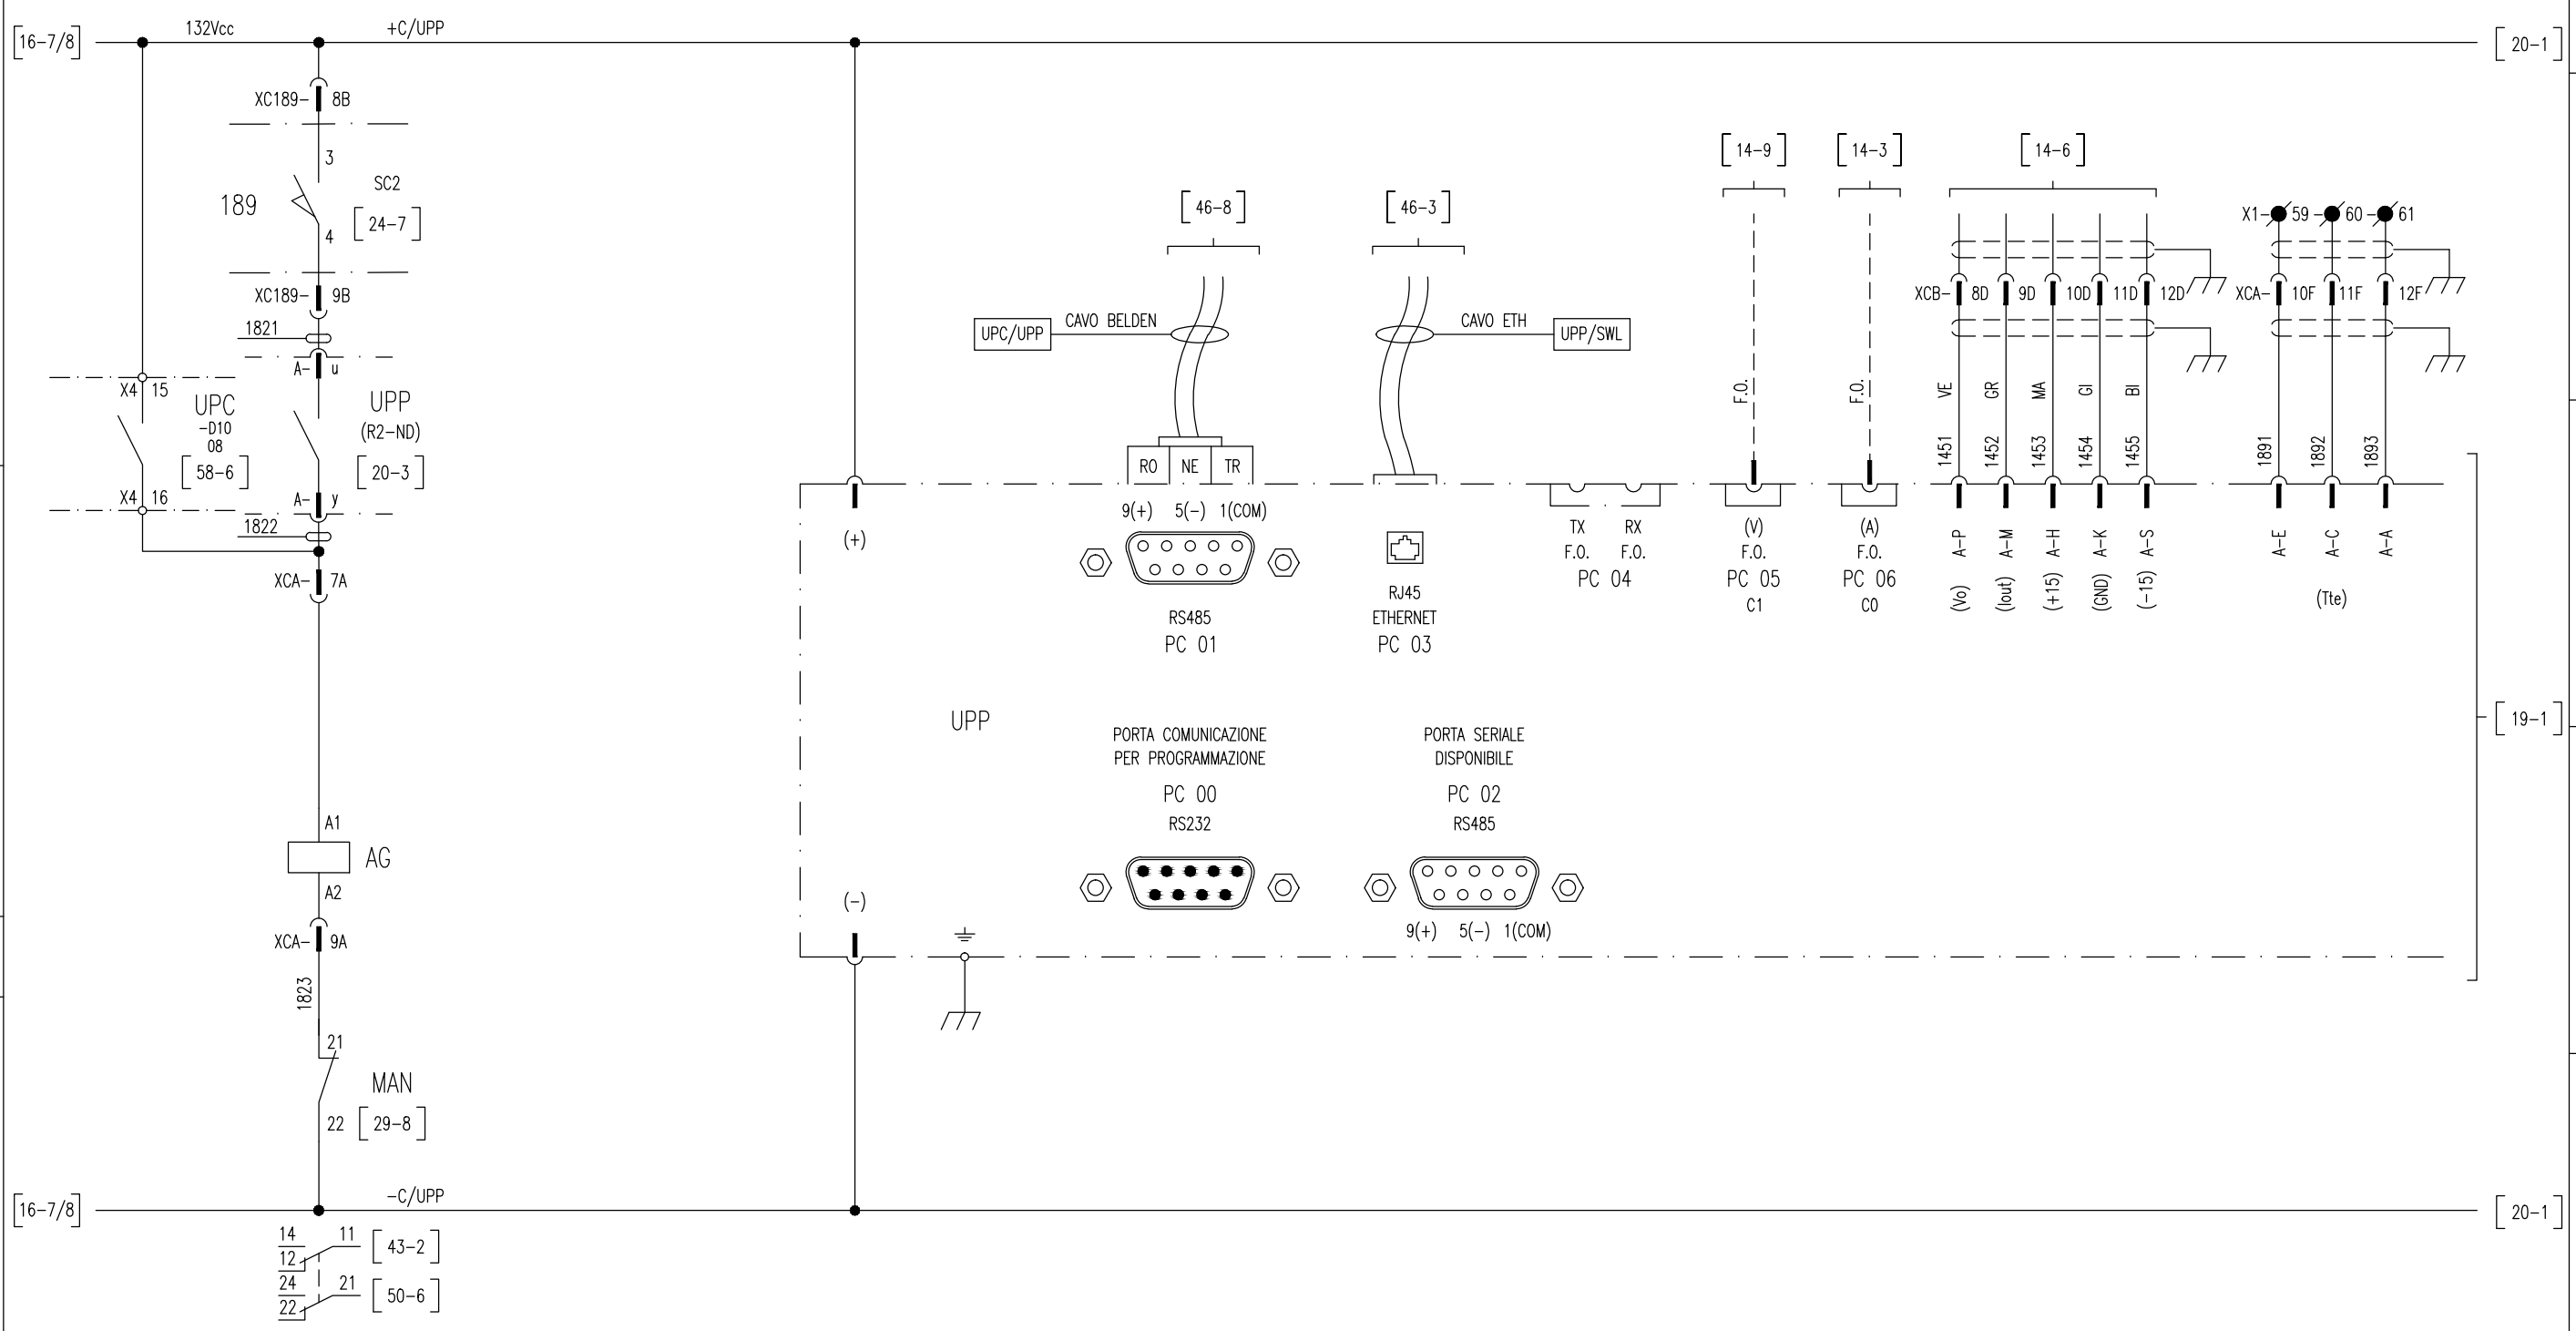 [16-7/8] 132Vcc +C/UPP [20-1]
XC189- 8B
3
189 SC2
[24-7]
4
XC189- 9B
1821
A- u
X4 15
UPC
-D10
08
[58-6]
UPP
(R2-ND)
[20-3]
X4 16
A- y
1822
XCA- 7A
A1
AG
A2
XCA- 9A
1823
21
MAN
22 [29-8]
[46-8] [46-3] [14-9] [14-3] [14-6]
X1- 59 - 60 - 61
UPC/UPP CAVO BELDEN
CAVO ETH UPP/SWL
F.O. F.O.
XCB- 8D 9D 10D 11D 12D
XCA- 10F 11F 12F
VE GR MA GI BI
1451 1452 1453 1454 1455
1891 1892 1893
RO NE TR
9(+) 5(-) 1(COM)
RS485
PC 01
RJ45
ETHERNET
PC 03
TX RX
F.O. F.O.
PC 04
(V)
F.O.
PC 05
C1
(A)
F.O.
PC 06
C0
A-P A-M A-H A-K A-S
(Vo) (Iout) (+15) (GND) (-15)
A-E A-C A-A
(Tte)
(+)
UPP
[19-1]
PORTA COMUNICAZIONE
PER PROGRAMMAZIONE
PC 00
RS232
PORTA SERIALE
DISPONIBILE
PC 02
RS485
9(+) 5(-) 1(COM)
(-)
[16-7/8] -C/UPP [20-1]
14 11 [43-2]
12
24 21 [50-6]
22